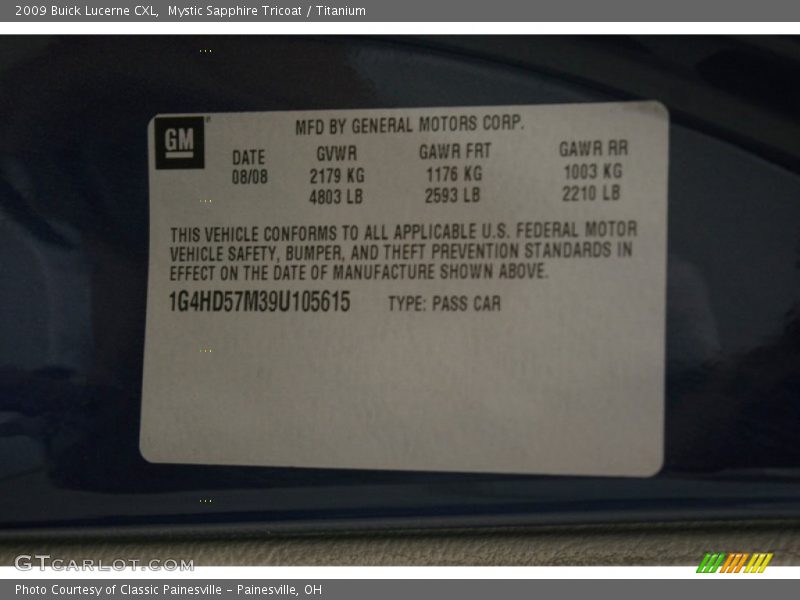 2009 Buick Lucerne CXL,  Mystic Sapphire Tricoat / Titanium
GM
MFD BY GENERAL MOTORS CORP.
DATE GVWR GAWR FRT GAWR RR
08/08 2179 KG 1176 KG 1003 KG
4803 LB 2593 LB 2210 LB
THIS VEHICLE CONFORMS TO ALL APPLICABLE U.S. FEDERAL MOTOR
VEHICLE SAFETY, BUMPER, AND THEFT PREVENTION STANDARDS IN
EFFECT ON THE DATE OF MANUFACTURE SHOWN ABOVE.
1G4HD57M39U105615 TYPE: PASS CAR
GTCARLOT.COM
Photo Courtesy of Classic Painesville – Painesville, OH